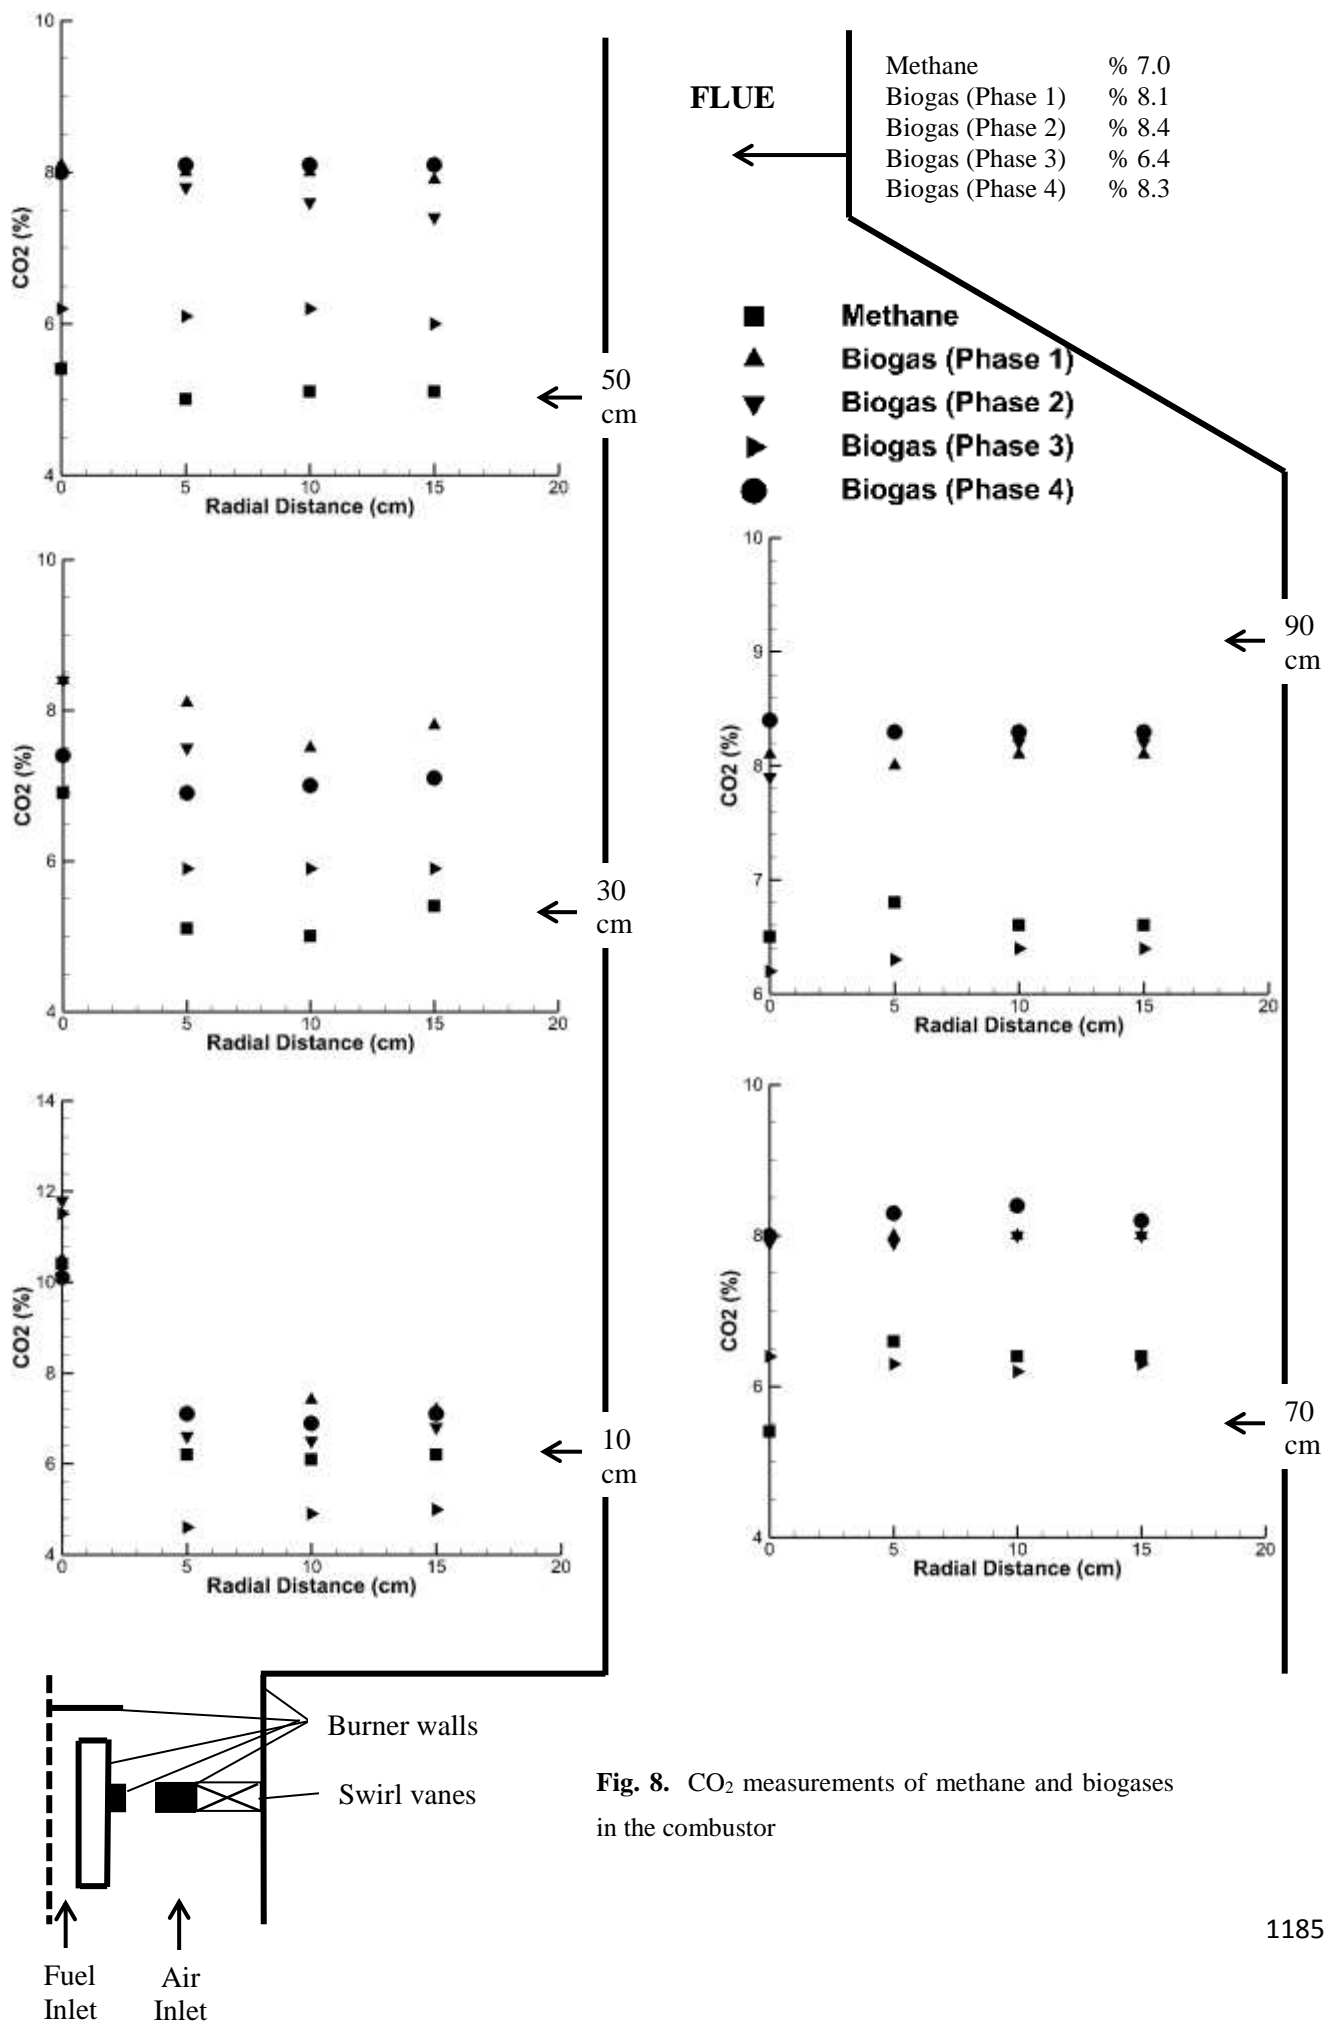 10
8
6
4
CO2 (%)
0 5 10 15 20
Radial Distance (cm)
50
cm
FLUE
Methane % 7.0
Biogas (Phase 1) % 8.1
Biogas (Phase 2) % 8.4
Biogas (Phase 3) % 6.4
Biogas (Phase 4) % 8.3
Methane
Biogas (Phase 1)
Biogas (Phase 2)
Biogas (Phase 3)
Biogas (Phase 4)
10
8
6
4
CO2 (%)
0 5 10 15 20
Radial Distance (cm)
30
cm
10
9
8
7
6
CO2 (%)
0 5 10 15 20
Radial Distance (cm)
90
cm
14
12
10
8
6
4
CO2 (%)
0 5 10 15 20
Radial Distance (cm)
10
cm
10
8
6
4
CO2 (%)
0 5 10 15 20
Radial Distance (cm)
70
cm
Burner walls
Swirl vanes
Fuel
Inlet
Air
Inlet
Fig. 8. CO₂ measurements of methane and biogases
in the combustor
1185